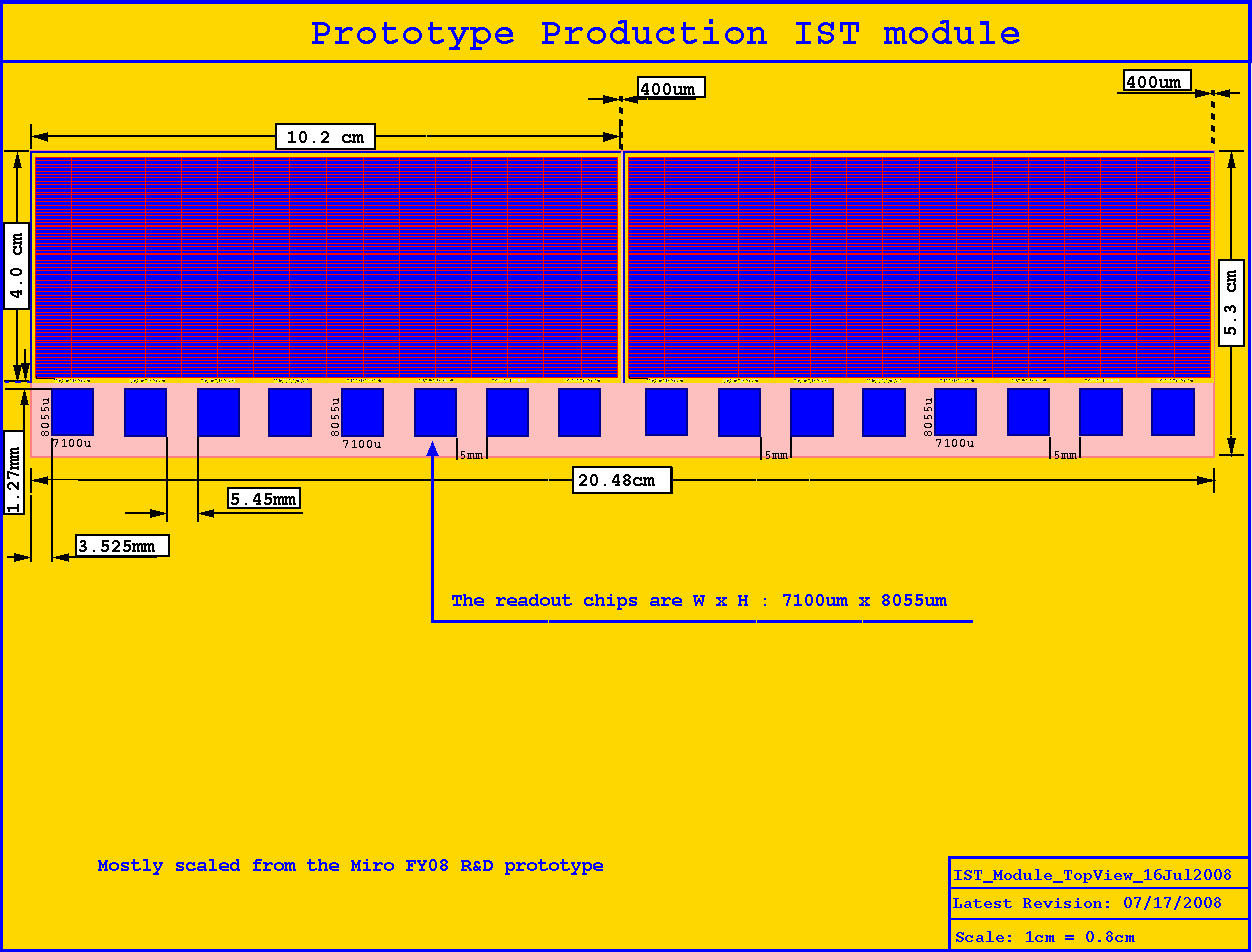 Prototype Production IST module
400um
400um
10.2 cm
4.0 cm
5.3 cm
8055u
7100u
8055u
7100u
8055u
7100u
5mm
5mm
5mm
1.27mm
20.48cm
5.45mm
3.525mm
The readout chips are W x H : 7100um x 8055um
Mostly scaled from the Miro FY08 R&D prototype
IST_Module_TopView_16Jul2008
Latest Revision: 07/17/2008
Scale: 1cm = 0.8cm